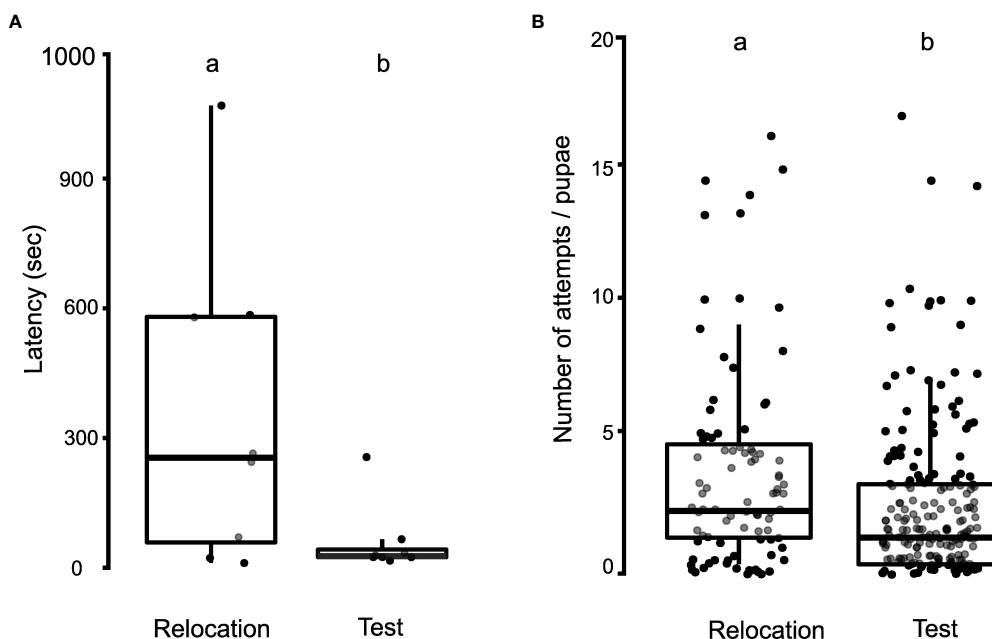 A
1000
a
b
900
600
300
0
Latency (sec)
Relocation
Test
B
20
a
b
15
10
5
0
Number of attempts / pupae
Relocation
Test